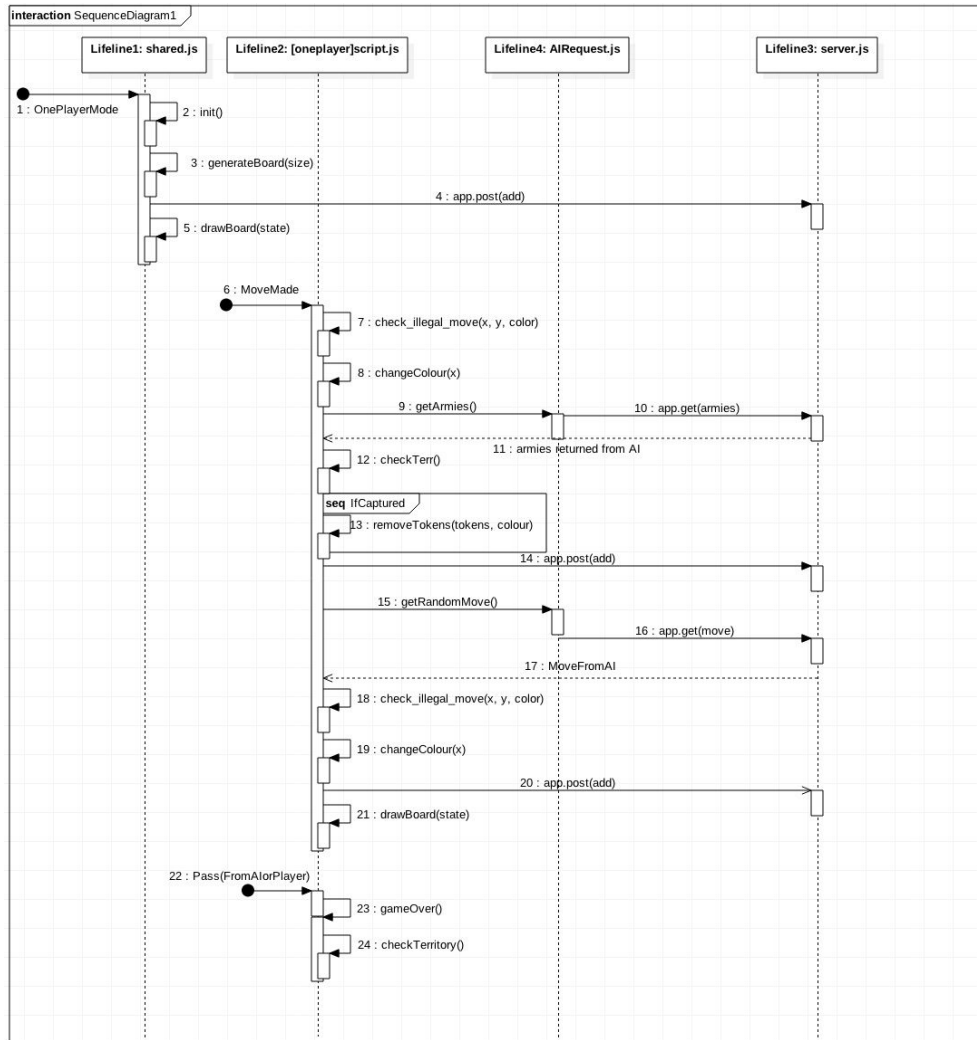 interaction SequenceDiagram1
Lifeline1: shared.js
Lifeline2: [oneplayer]script.js
Lifeline4: AIRequest.js
Lifeline3: server.js
1 : OnePlayerMode
2 : init()
3 : generateBoard(size)
4 : app.post(add)
5 : drawBoard(state)
6 : MoveMade
7 : check_illegal_move(x, y, color)
8 : changeColour(x)
9 : getArmies()
10 : app.get(armies)
11 : armies returned from AI
12 : checkTerr()
seq IfCaptured
13 : removeTokens(tokens, colour)
14 : app.post(add)
15 : getRandomMove()
16 : app.get(move)
17 : MoveFromAI
18 : check_illegal_move(x, y, color)
19 : changeColour(x)
20 : app.post(add)
21 : drawBoard(state)
22 : Pass(FromAIorPlayer)
23 : gameOver()
24 : checkTerritory()